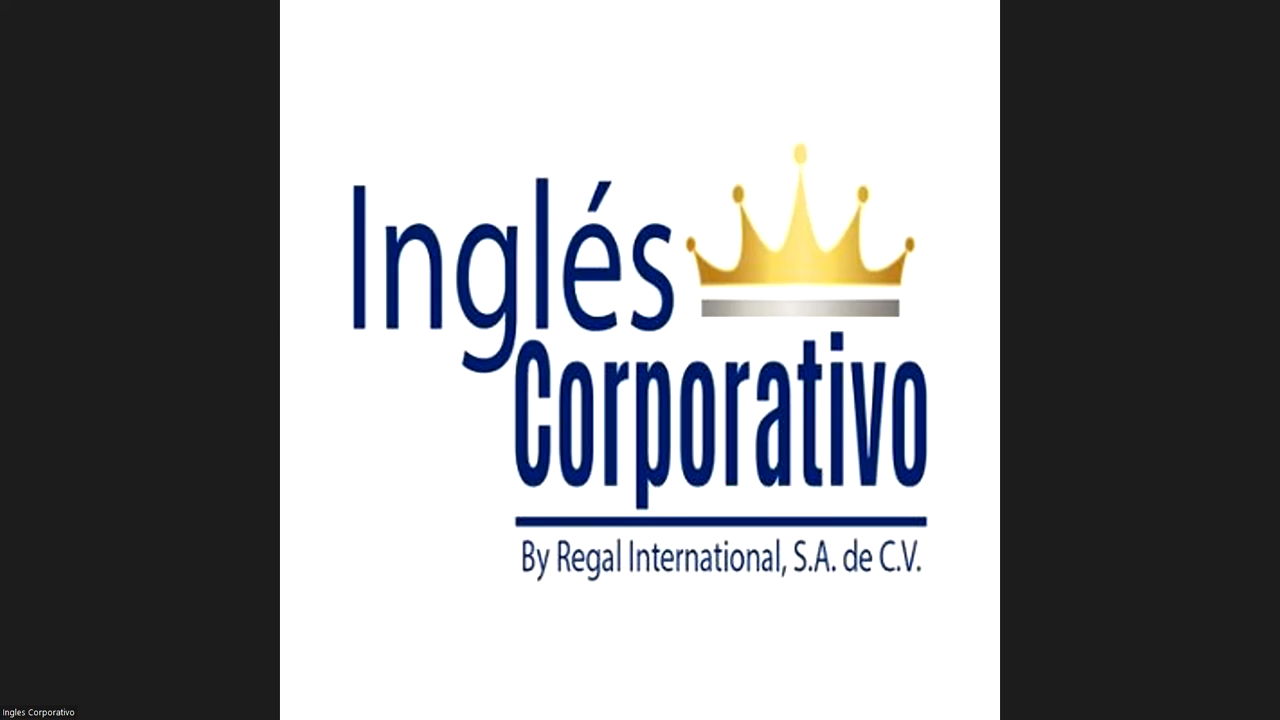 Inglés
Corporativo
By Regal International, S.A. de C.V.
Ingles Corporativo